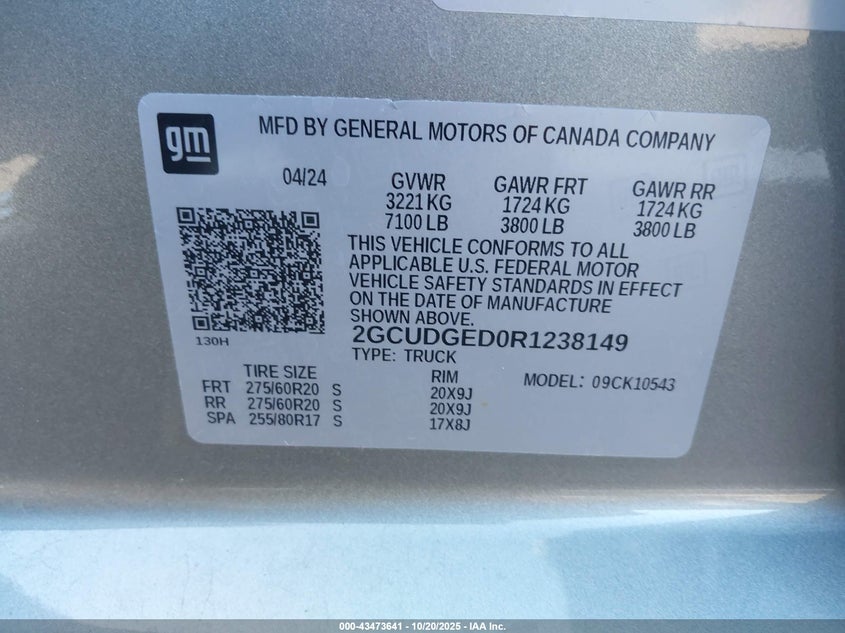 gm
MFD BY GENERAL MOTORS OF CANADA COMPANY
04/24
GVWR
3221 KG
7100 LB
GAWR FRT
1724 KG
3800 LB
GAWR RR
1724 KG
3800 LB
THIS VEHICLE CONFORMS TO ALL
APPLICABLE U.S. FEDERAL MOTOR
VEHICLE SAFETY STANDARDS IN EFFECT
ON THE DATE OF MANUFACTURE
SHOWN ABOVE.
130H
2GCUDGED0R1238149
TYPE: TRUCK
TIRE SIZE RIM MODEL: 09CK10543
FRT 275/60R20 S 20X9J
RR 275/60R20 S 20X9J
SPA 255/80R17 S 17X8J
000-43473641 - 10/20/2025 - IAA Inc.